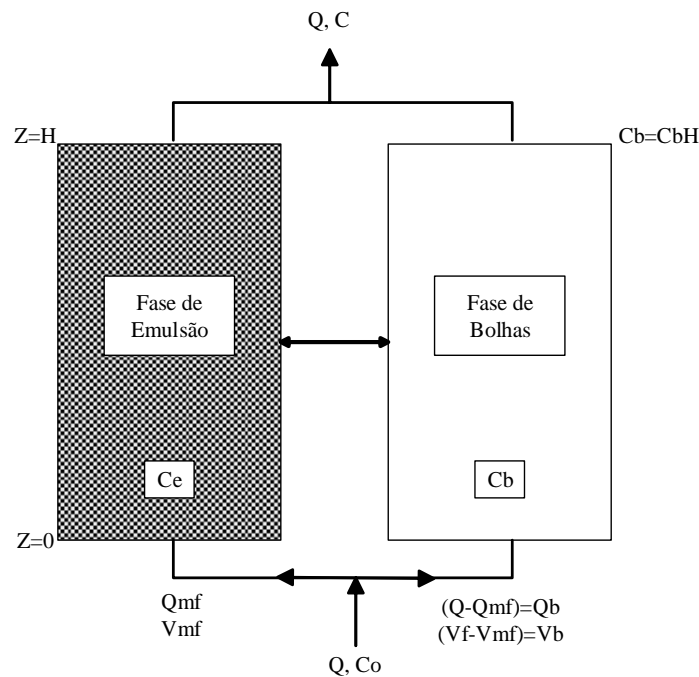 Q, C
Z=H
Cb=CbH
Fase de
Emulsão
Fase de
Bolhas
Ce
Cb
Z=0
Qmf
Vmf
(Q-Qmf)=Qb
(Vf-Vmf)=Vb
Q, Co